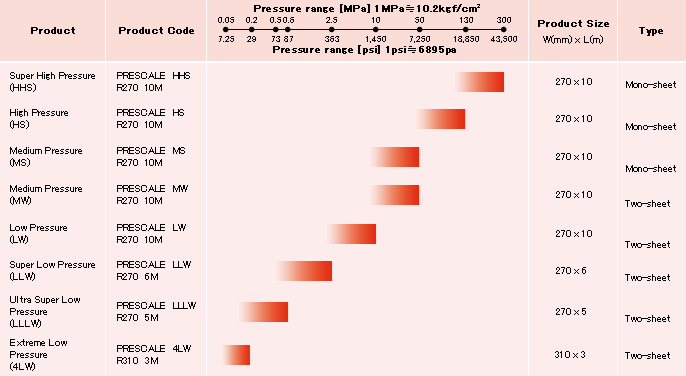 Pressure range [MPa] 1MPa≒10.2kgf/cm²
0.05 0.2 0.5 0.6 2.5 10 50 130 300
Product Product Code Product Size Type
W(mm) x L(m)
7.25 29 73 87 363 1,450 7,250 18,850 43,500
Pressure range [psi] 1psi≒6895pa
Super High Pressure
(HHS)
PRESCALE HHS
R270 10M
270 x 10
Mono-sheet
High Pressure
(HS)
PRESCALE HS
R270 10M
270 x 10
Mono-sheet
Medium Pressure
(MS)
PRESCALE MS
R270 10M
270 x 10
Mono-sheet
Medium Pressure
(MW)
PRESCALE MW
R270 10M
270 x 10
Two-sheet
Low Pressure
(LW)
PRESCALE LW
R270 10M
270 x 10
Two-sheet
Super Low Pressure
(LLW)
PRESCALE LLW
R270 6M
270 x 6
Two-sheet
Ultra Super Low
Pressure
(LLLW)
PRESCALE LLLW
R270 5M
270 x 5
Two-sheet
Extreme Low
Pressure
(4LW)
PRESCALE 4LW
R310 3M
310 x 3
Two-sheet